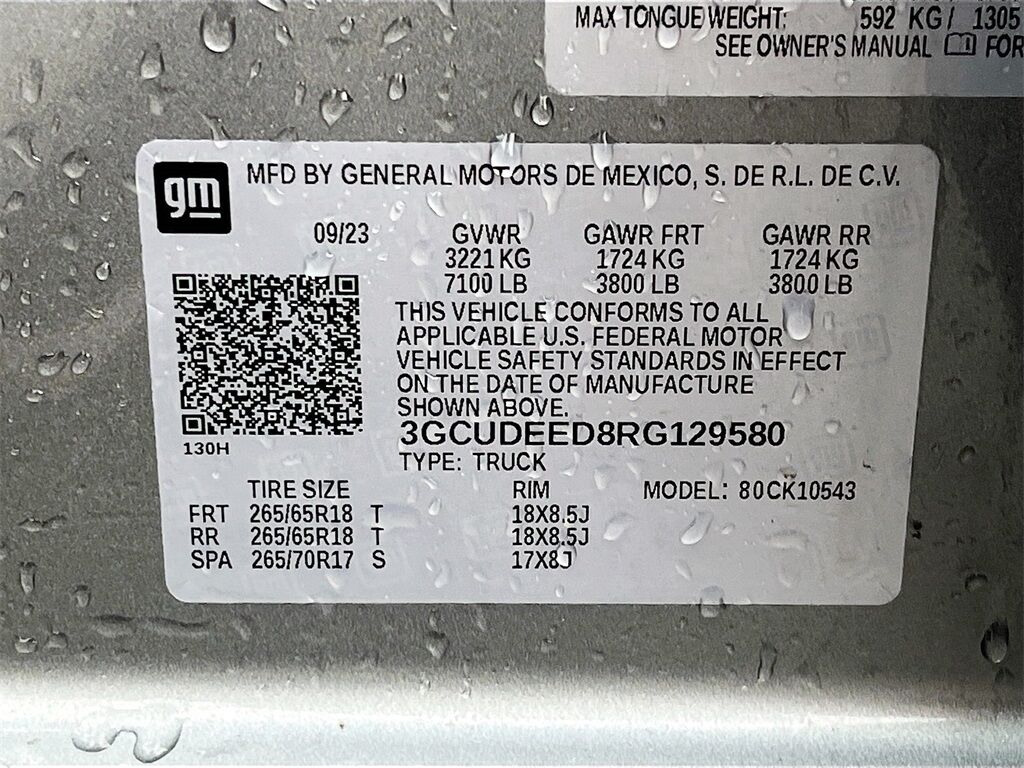 MAX TONGUE WEIGHT: 592 KG/ 1305
SEE OWNER'S MANUAL FOR
gm
MFD BY GENERAL MOTORS DE MEXICO, S. DE R.L. DE C.V.
09/23 GVWR GAWR FRT GAWR RR
3221 KG 1724 KG 1724 KG
7100 LB 3800 LB 3800 LB
THIS VEHICLE CONFORMS TO ALL
APPLICABLE U.S. FEDERAL MOTOR
VEHICLE SAFETY STANDARDS IN EFFECT
ON THE DATE OF MANUFACTURE
SHOWN ABOVE.
3GCUDEED8RG129580
130H
TYPE: TRUCK
TIRE SIZE RIM MODEL: 80CK10543
FRT 265/65R18 T 18X8.5J
RR 265/65R18 T 18X8.5J
SPA 265/70R17 S 17X8J